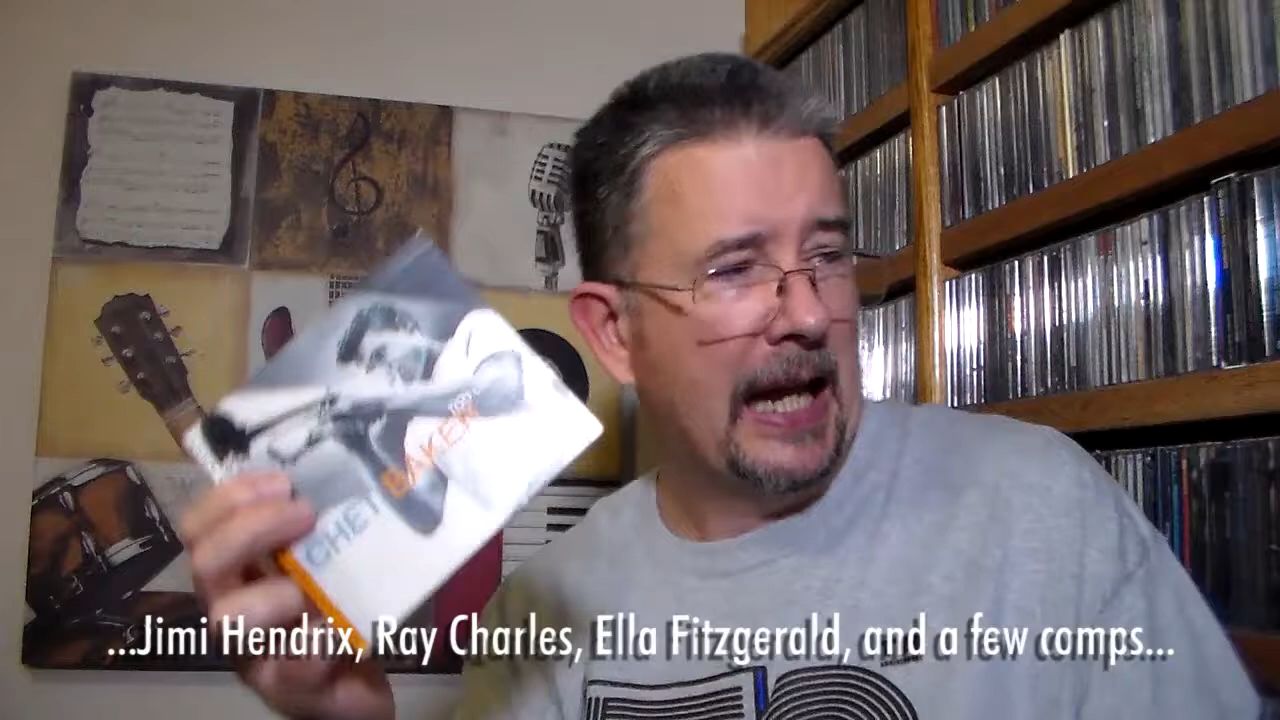 CHET
BAKER
...Jimi Hendrix, Ray Charles, Ella Fitzgerald, and a few comps...